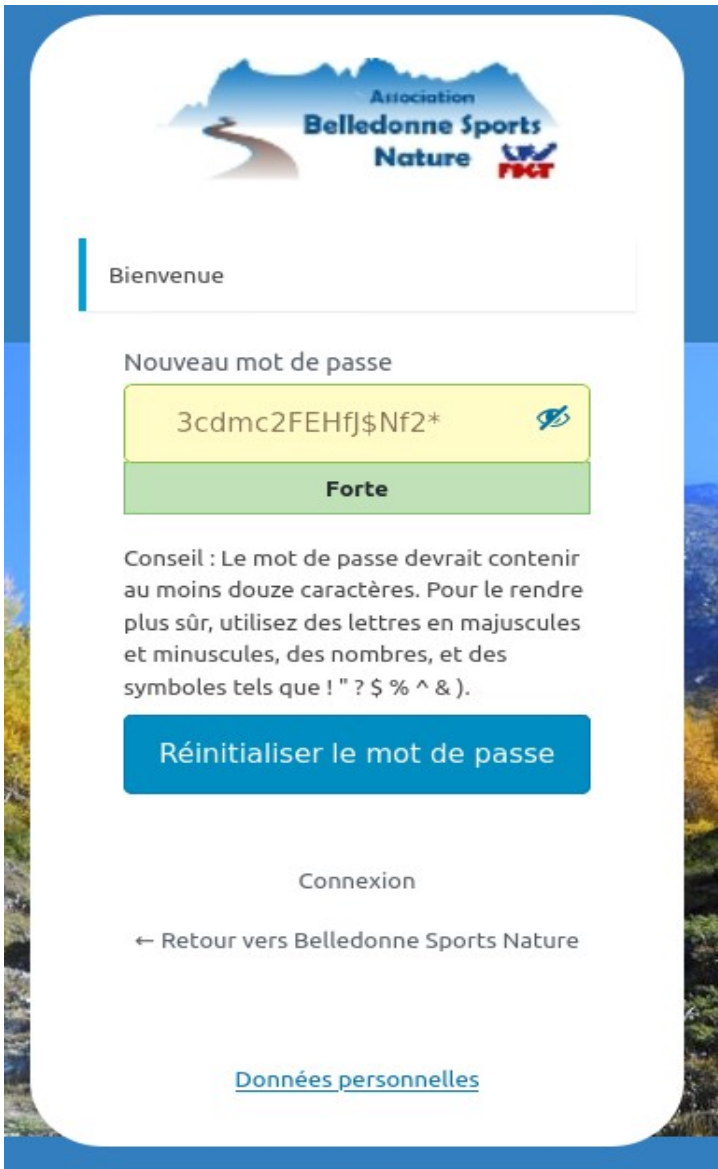 Association
Belledonne Sports
Nature
Bienvenue
Nouveau mot de passe
3cdmc2FEHfJ$Nf2*
Forte
Conseil : Le mot de passe devrait contenir
au moins douze caractères. Pour le rendre
plus sûr, utilisez des lettres en majuscules
et minuscules, des nombres, et des
symboles tels que ! " ? $ % ^ & ).
Réinitialiser le mot de passe
Connexion
← Retour vers Belledonne Sports Nature
Données personnelles